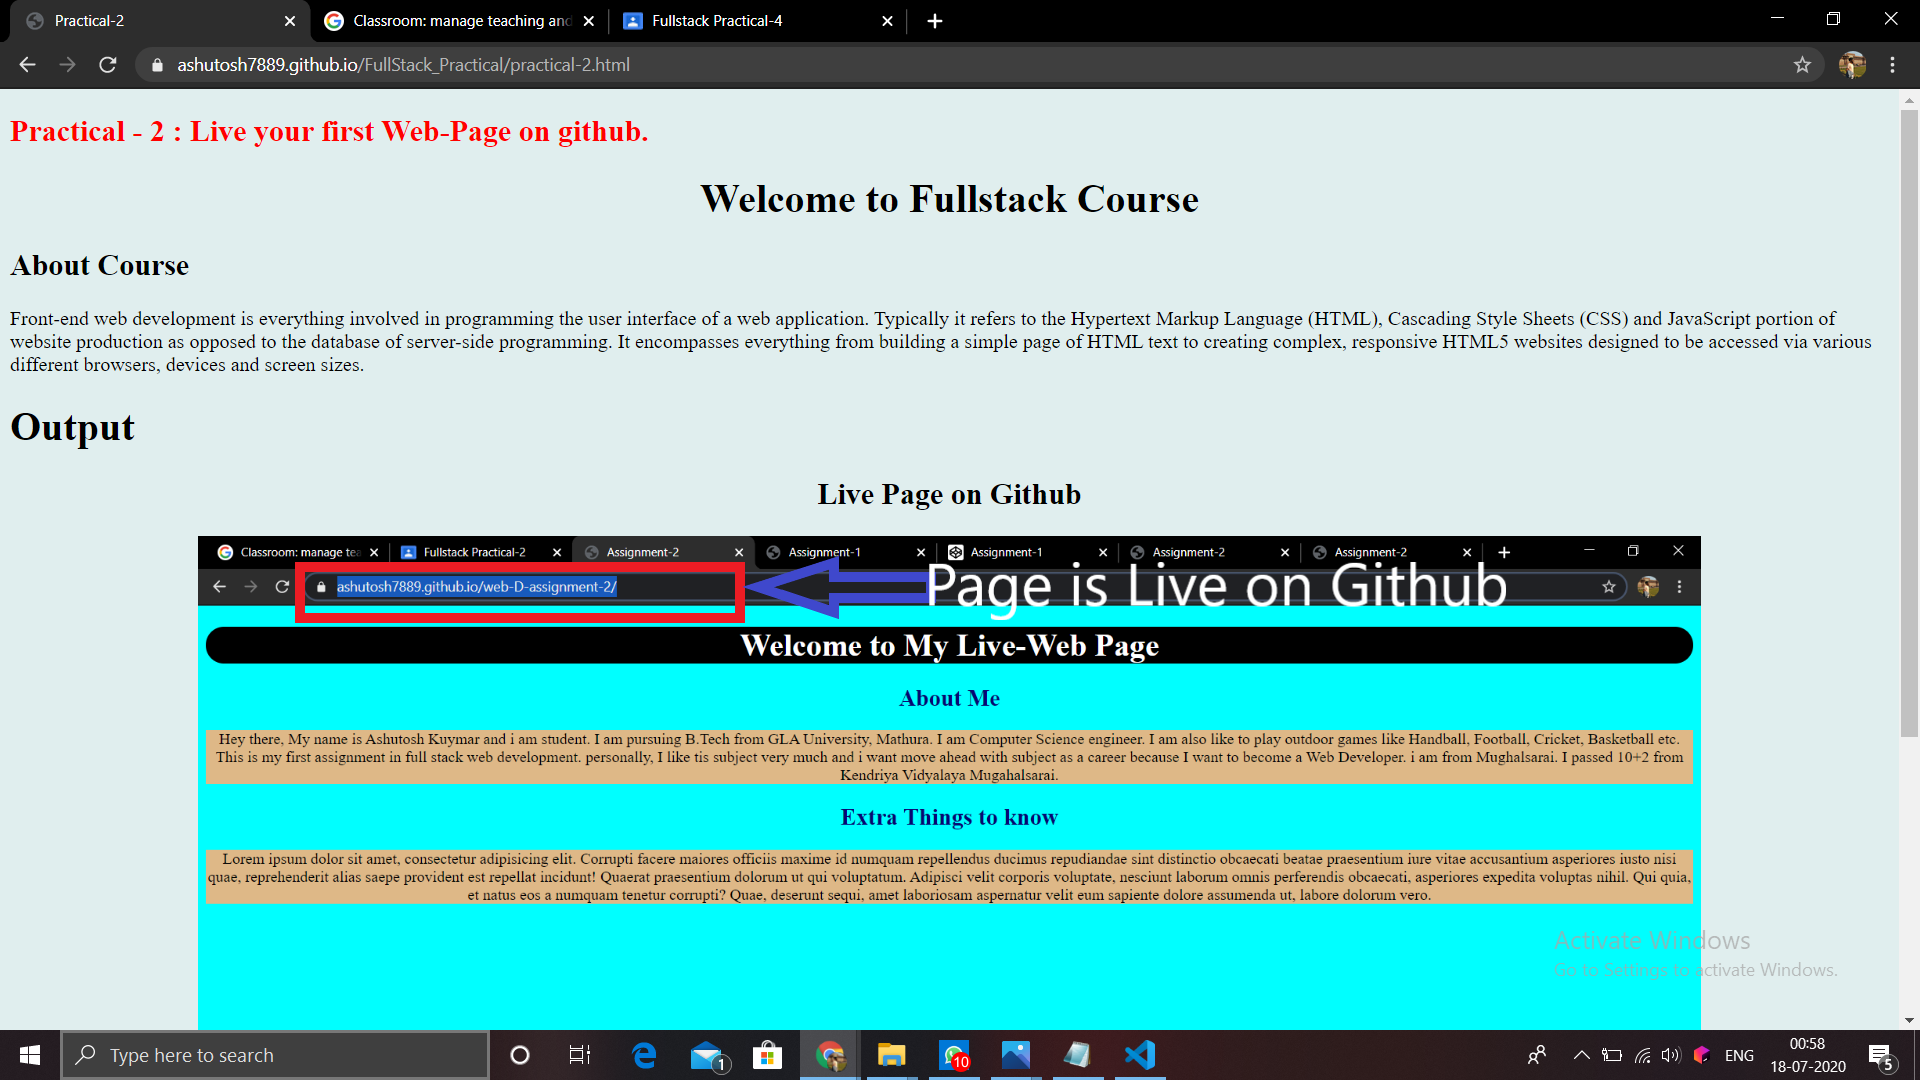 Practical-2
Classroom: manage teaching and
Fullstack Practical-4
ashutosh7889.github.io/FullStack_Practical/practical-2.html
Practical - 2 : Live your first Web-Page on github.
Welcome to Fullstack Course
About Course
Front-end web development is everything involved in programming the user interface of a web application. Typically it refers to the Hypertext Markup Language (HTML), Cascading Style Sheets (CSS) and JavaScript portion of
website production as opposed to the database of server-side programming. It encompasses everything from building a simple page of HTML text to creating complex, responsive HTML5 websites designed to be accessed via various
different browsers, devices and screen sizes.
Output
Live Page on Github
Classroom: manage tea
Fullstack Practical-2
Assignment-2
Assignment-1
Assignment-1
Assignment-2
Assignment-2
ashutosh7889.github.io/web-D-assignment-2/
Page is Live on Github
Welcome to My Live-Web Page
About Me
Hey there, My name is Ashutosh Kuymar and i am student. I am pursuing B.Tech from GLA University, Mathura. I am Computer Science engineer. I am also like to play outdoor games like Handball, Football, Cricket, Basketball etc.
This is my first assignment in full stack web development. personally, I like tis subject very much and i want move ahead with subject as a career because I want to become a Web Developer. i am from Mughalsarai. I passed 10+2 from
Kendriya Vidyalaya Mugahalsarai.
Extra Things to know
Lorem ipsum dolor sit amet, consectetur adipisicing elit. Corrupti facere maiores officiis maxime id numquam repellendus ducimus repudiandae sint distinctio obcaecati beatae praesentium iure vitae accusantium asperiores iusto nisi
quae, reprehenderit alias saepe provident est repellat incidunt! Quaerat praesentium dolorum ut qui voluptatum. Adipisci velit corporis voluptate, nesciunt laborum omnis perferendis obcaecati, asperiores expedita voluptas nihil. Qui quia,
et natus eos a numquam tenetur corrupti? Quae, deserunt sequi, amet laboriosam aspernatur velit eum sapiente dolore assumenda ut, labore dolorum vero.
Activate Windows
Go to Settings to activate Windows.
Type here to search
1
10
ENG
00:58
18-07-2020
5